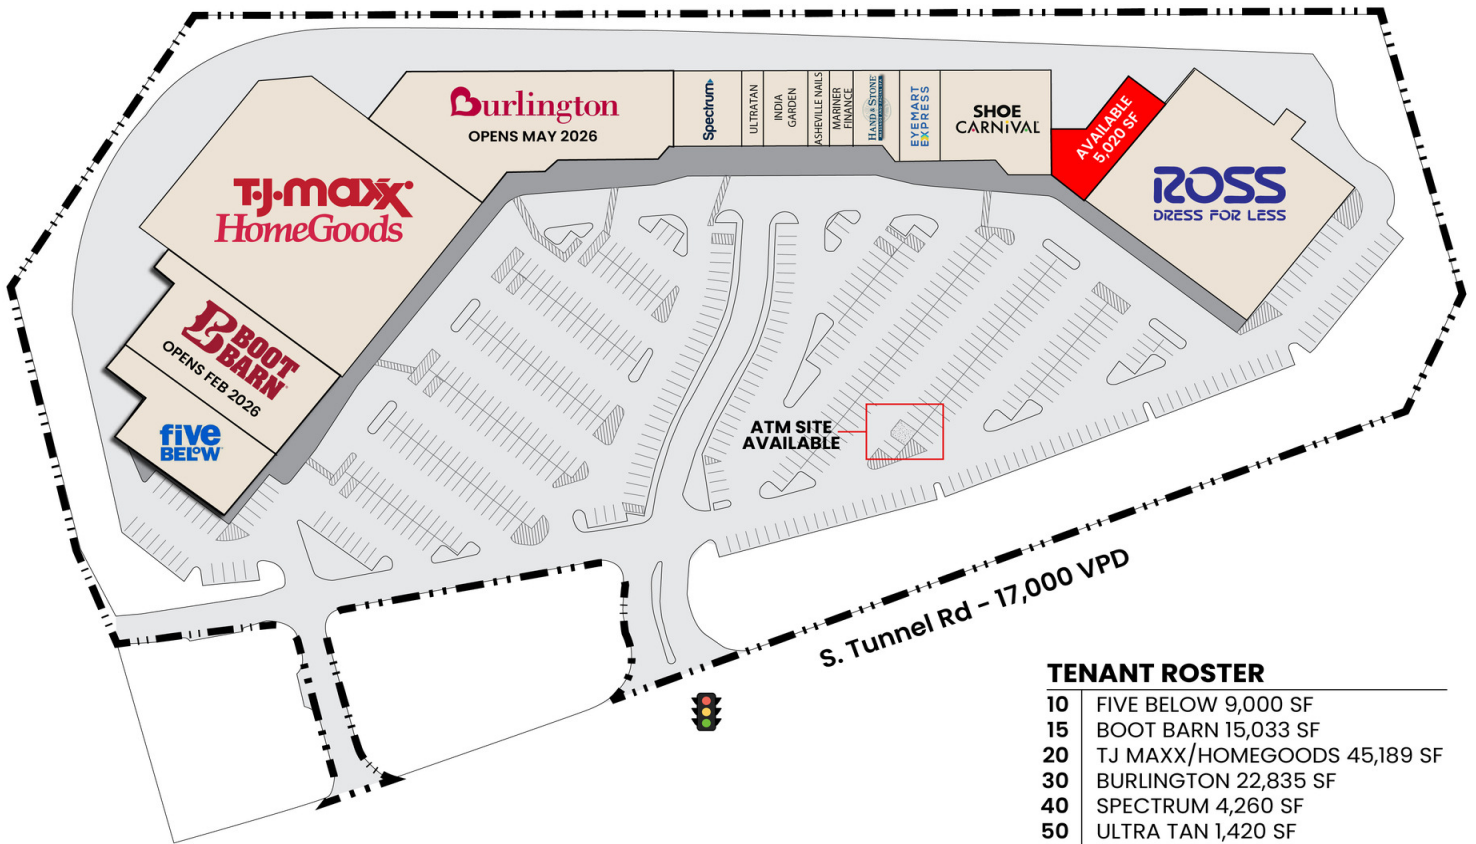 Burlington
OPENS MAY 2026
Spectrum
ULTRATAN
INDIA
GARDEN
ASHEVILLE NAILS
MARINER
FINANCE
HAND & STONE
EYEMART
EXPRESS
SHOE
CARNIVAL
AVAILABLE
5,020 SF
ROSS
DRESS FOR LESS
T•J•maxx
HomeGoods
BOOT
BARN
OPENS FEB 2026
five
BELOW
ATM SITE
AVAILABLE
S. Tunnel Rd - 17,000 VPD
TENANT ROSTER
10 FIVE BELOW 9,000 SF
15 BOOT BARN 15,033 SF
20 TJ MAXX/HOMEGOODS 45,189 SF
30 BURLINGTON 22,835 SF
40 SPECTRUM 4,260 SF
50 ULTRA TAN 1,420 SF